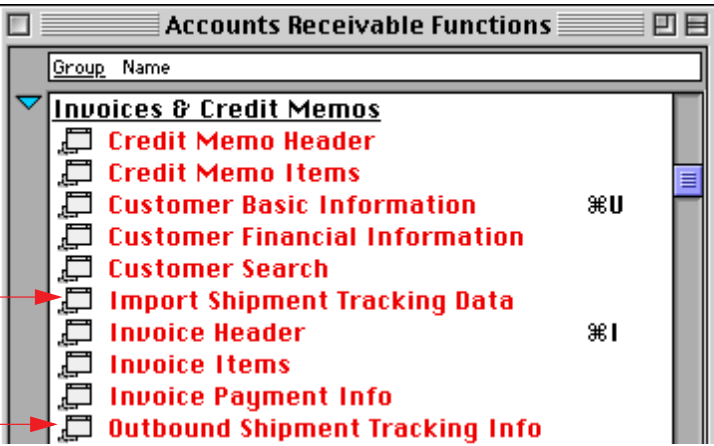 Accounts Receivable Functions
Group Name
Invoices & Credit Memos
Credit Memo Header
Credit Memo Items
Customer Basic Information ⌘U
Customer Financial Information
Customer Search
Import Shipment Tracking Data
Invoice Header ⌘I
Invoice Items
Invoice Payment Info
Outbound Shipment Tracking Info